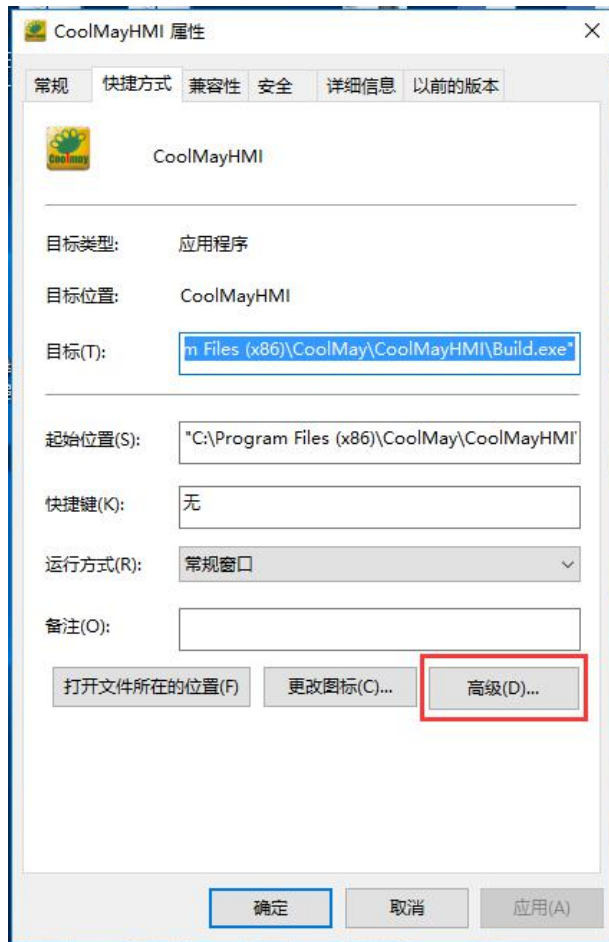 CoolMayHMI 属性
常规 快捷方式 兼容性 安全 详细信息 以前的版本
Coolmay
CoolMayHMI
目标类型: 应用程序
目标位置: CoolMayHMI
目标(T): m Files (x86)\CoolMay\CoolMayHMI\Build.exe"
起始位置(S): "C:\Program Files (x86)\CoolMay\CoolMayHMI
快捷键(K): 无
运行方式(R): 常规窗口
备注(O):
打开文件所在的位置(F) 更改图标(C)... 高级(D)...
确定 取消 应用(A)